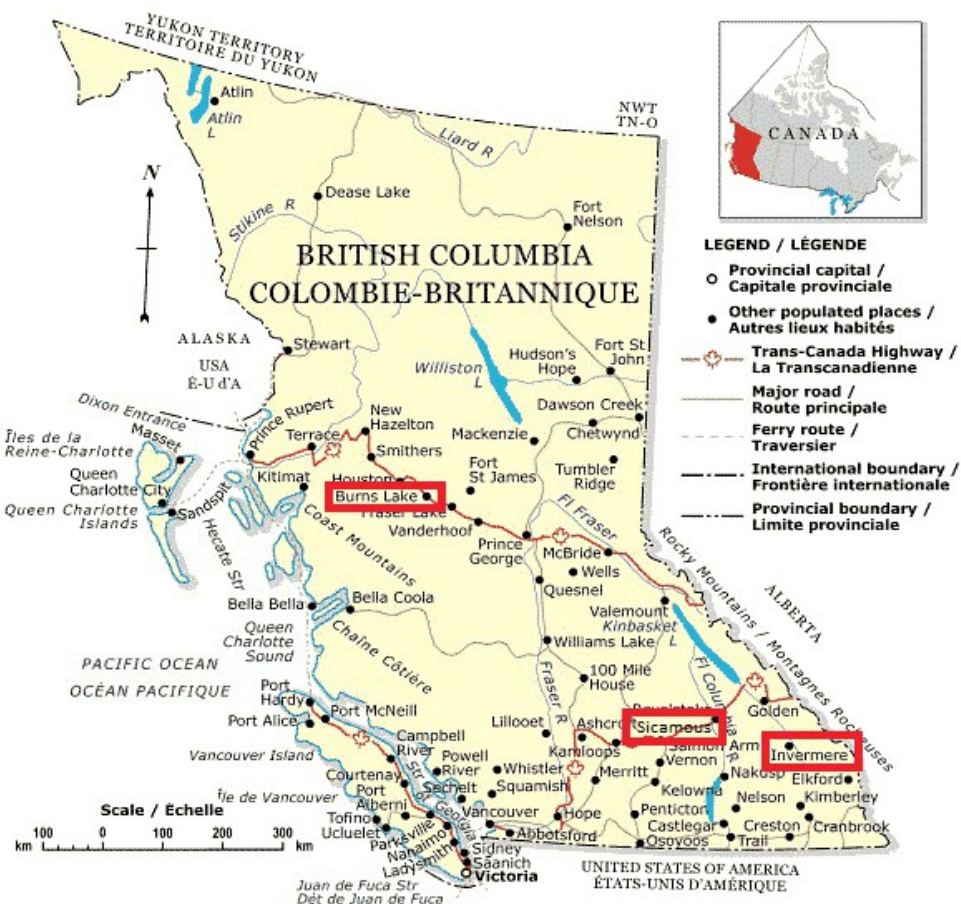 YUKON TERRITORY
TERRITOIRE DU YUKON
NWT
TN-O
Atlin
Atlin
L
Liard R
CANADA
N
Dease Lake
Stikine R
Fort
Nelson
LEGEND / LÉGENDE
Provincial capital /
Capitale provinciale
Other populated places /
Autres lieux habités
Trans-Canada Highway /
La Transcanadienne
Major road /
Route principale
Ferry route /
Traversier
International boundary /
Frontière internationale
Provincial boundary /
Limite provinciale
BRITISH COLUMBIA
COLOMBIE-BRITANNIQUE
ALASKA
USA
É-U d'A
Stewart
Williston
L
Hudson's
Hope
Fort St
John
Dixon Entrance
Prince Rupert
Terrace
New
Hazelton
Smithers
Dawson Creek
Chetwynd
Mackenzie
Îles de la
Reine-Charlotte
Masset
Queen
Charlotte City
Queen Charlotte
Islands
Sandspit
Kitimat
Houston
Burns Lake
Fraser Lake
Fort
St James
Tumbler
Ridge
Vanderhoof
Fl Fraser
Hecate Str
Coast Mountains
Prince
George
McBride
Wells
Quesnel
Rocky Mountains / Montagnes Rocheuses
ALBERTA
Bella Bella
Bella Coola
Valemount
Kinbasket
L
Queen
Charlotte
Sound
Chaîne Côtière
Williams Lake
PACIFIC OCEAN
OCÉAN PACIFIQUE
Fraser R
100 Mile
House
Fl Columbia R
Port
Hardy
Port McNeill
Port Alice
Lillooet
Ashcroft
Revelstoke
Sicamous
Golden
Vancouver Island
Campbell
River
Kamloops
Salmon Arm
Invermere
Powell
River
Whistler
Merritt
Vernon
Courtenay
Str of Georgia
Sechelt
Squamish
Kelowna
Nakusp
Elkford
Île de Vancouver
Port
Alberni
Nelson
Kimberley
Scale / Échelle
Tofino
Vancouver
Hope
Penticton
Castlegar
Creston
Cranbrook
Ucluelet
Parksville
Abbotsford
Osoyoos
Trail
100 0 100 200 300
km km
Nanaimo
Ladysmith
Sidney
Saanich
Victoria
UNITED STATES OF AMERICA
ÉTATS-UNIS D'AMÉRIQUE
Juan de Fuca Str
Dét de Juan de Fuca